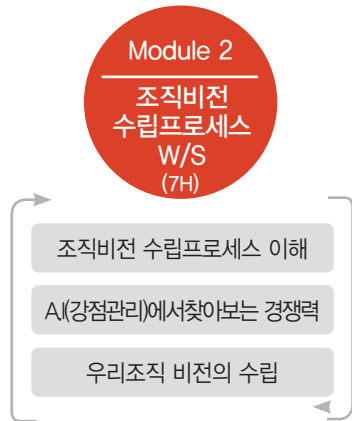 Module 2
조직비전
수립프로세스
W/S
(7H)
조직비전 수립프로세스 이해
A.I(강점관리)에서찾아보는 경쟁력
우리조직 비전의 수립